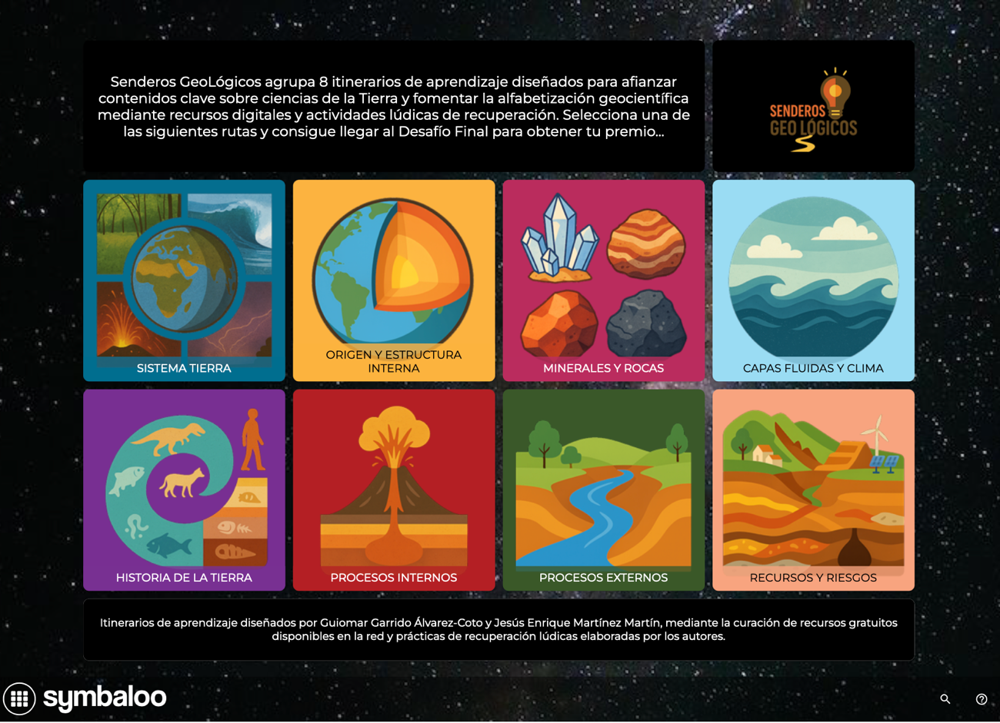 Senderos GeoLógicos agrupa 8 itinerarios de aprendizaje diseñados para afianzar
contenidos clave sobre ciencias de la Tierra y fomentar la alfabetización geocientífica
mediante recursos digitales y actividades lúdicas de recuperación. Selecciona una de
las siguientes rutas y consigue llegar al Desafío Final para obtener tu premio...
SENDEROS
GEOLÓGICOS
SISTEMA TIERRA
ORIGEN Y ESTRUCTURA
INTERNA
MINERALES Y ROCAS
CAPAS FLUIDAS Y CLIMA
HISTORIA DE LA TIERRA
PROCESOS INTERNOS
PROCESOS EXTERNOS
RECURSOS Y RIESGOS
Itinerarios de aprendizaje diseñados por Guiomar Garrido Álvarez-Coto y Jesús Enrique Martínez Martín, mediante la curación de recursos gratuitos
disponibles en la red y prácticas de recuperación lúdicas elaboradas por los autores.
symbaloo